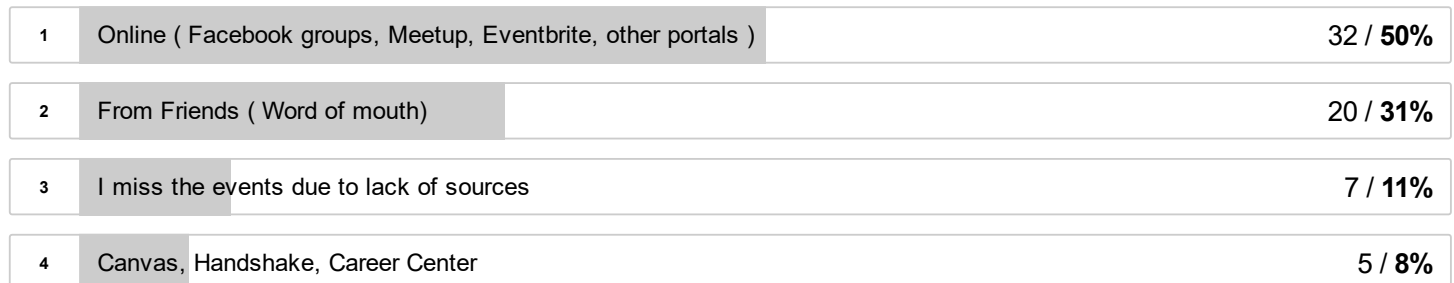 1 Online ( Facebook groups, Meetup, Eventbrite, other portals ) 32 / 50%
2 From Friends ( Word of mouth) 20 / 31%
3 I miss the events due to lack of sources 7 / 11%
4 Canvas, Handshake, Career Center 5 / 8%